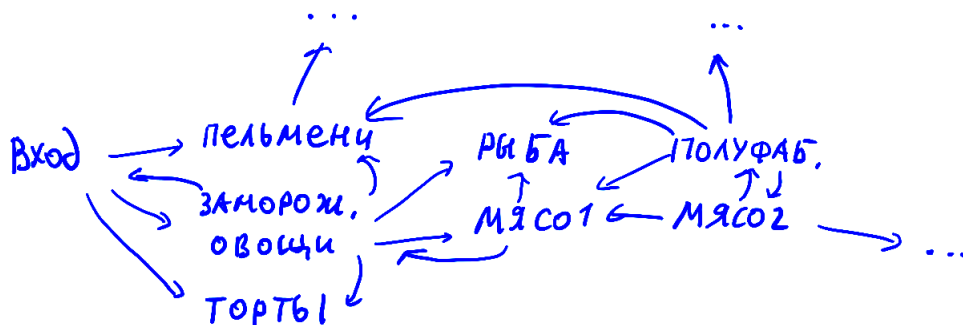 ... ...
Вход ПЕЛЬМЕНИ РЫБА ПОЛУФАБ.
ЗАМОРОЖ. МЯСО1 МЯСО2
ОВОЩИ ...
ТОРТЫ